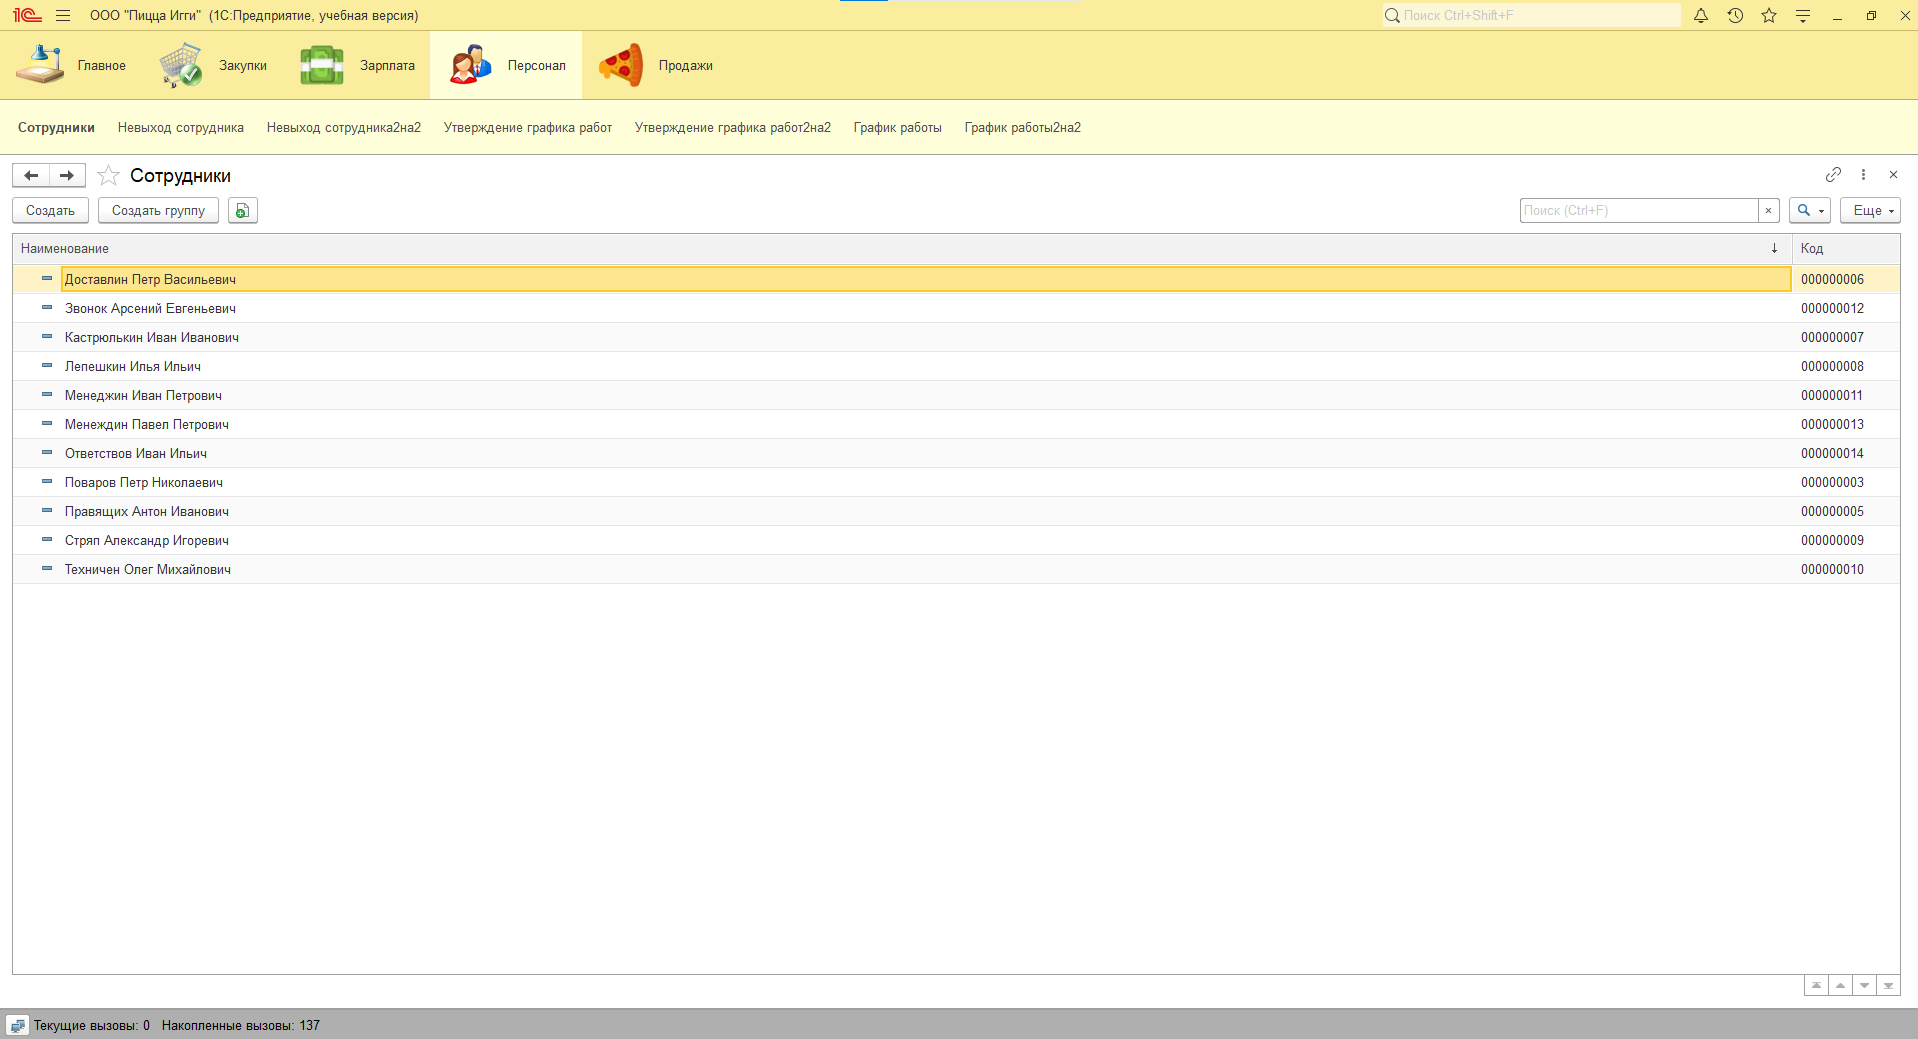 1С ООО "Пицца Игги" (1С:Предприятие, учебная версия) Поиск Ctrl+Shift+F
Главное Закупки Зарплата Персонал Продажи
Сотрудники Невыход сотрудника Невыход сотрудника2на2 Утверждение графика работ Утверждение графика работ2на2 График работы График работы2на2
Сотрудники
Создать Создать группу Поиск (Ctrl+F) × Еще
Наименование ↓ Код
Доставлин Петр Васильевич 000000006
Звонок Арсений Евгеньевич 000000012
Кастрюлькин Иван Иванович 000000007
Лепешкин Илья Ильич 000000008
Менеджин Иван Петрович 000000011
Менеждин Павел Петрович 000000013
Ответствов Иван Ильич 000000014
Поваров Петр Николаевич 000000003
Правящих Антон Иванович 000000005
Стряп Александр Игоревич 000000009
Техничен Олег Михайлович 000000010
Текущие вызовы: 0 Накопленные вызовы: 137